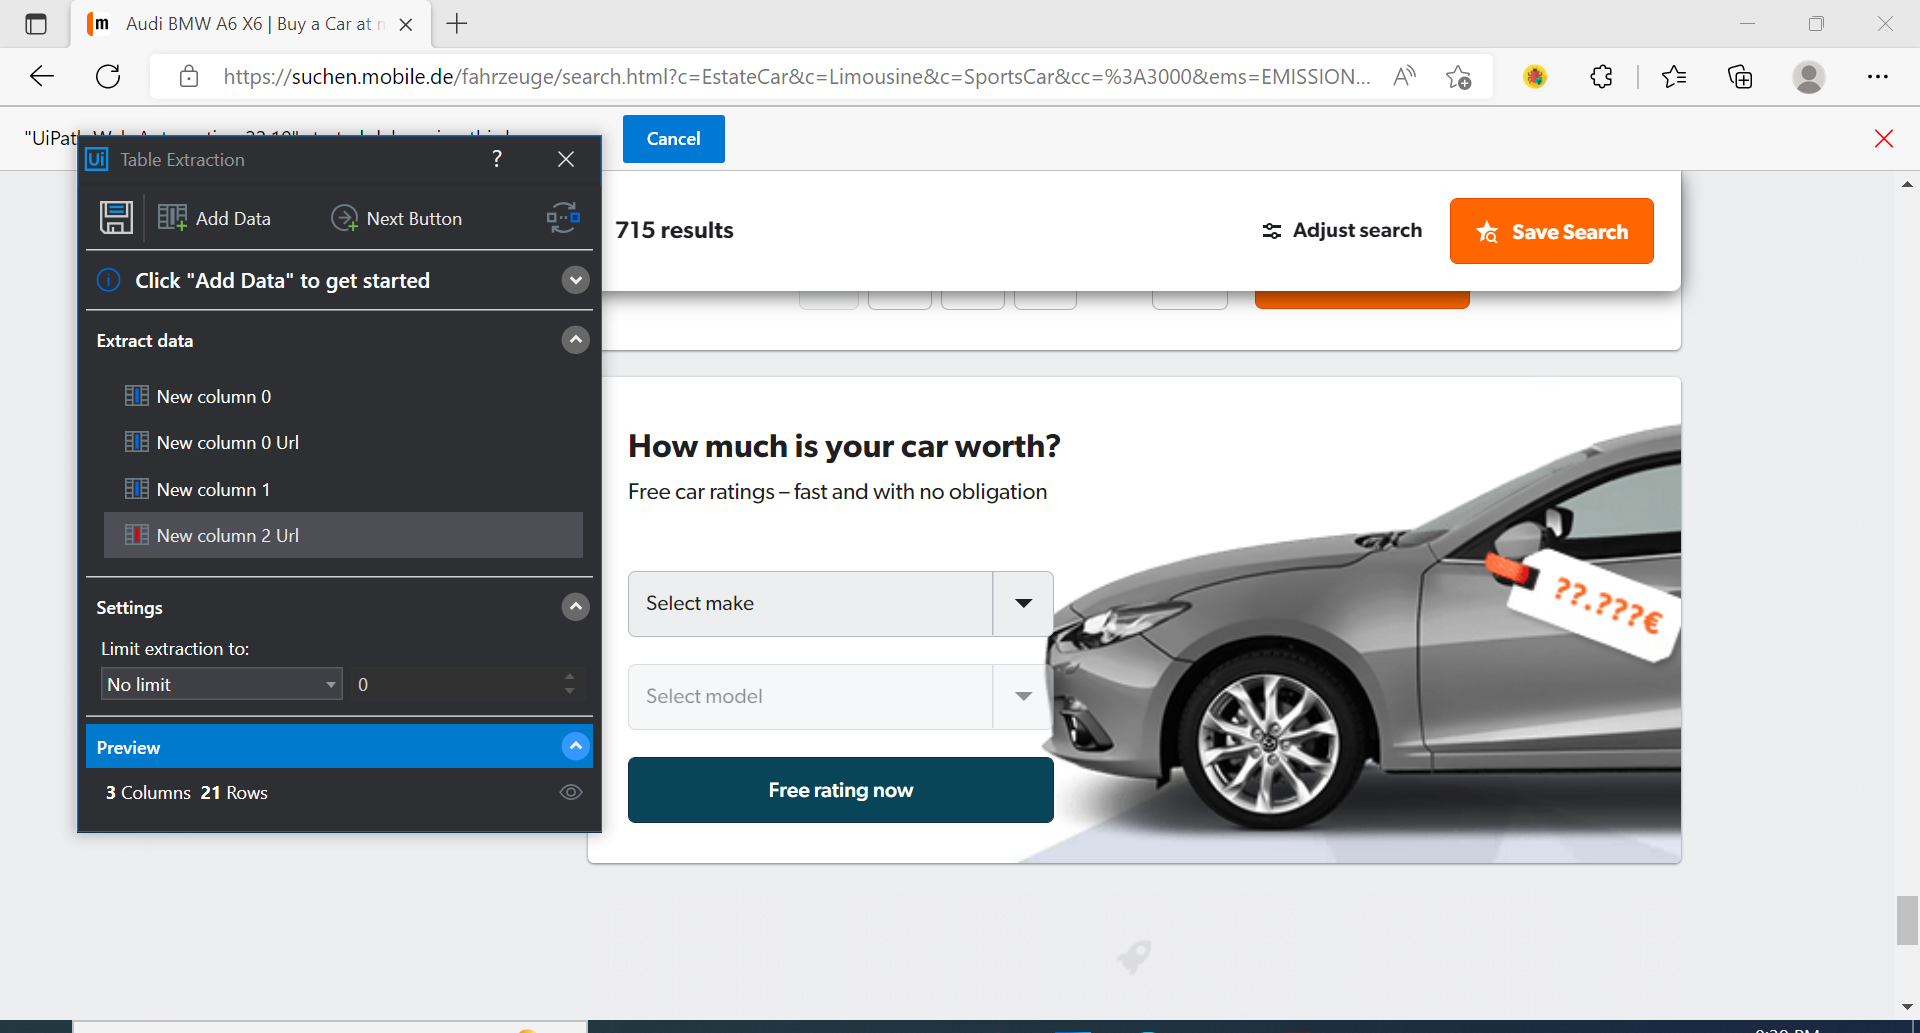 Audi BMW A6 X6 | Buy a Car at
https://suchen.mobile.de/fahrzeuge/search.html?c=EstateCar&c=Limousine&c=SportsCar&cc=%3A3000&ems=EMISSION...
Cancel
Ui Table Extraction ?
Add Data
Next Button
Click "Add Data" to get started
Extract data
New column 0
New column 0 Url
New column 1
New column 2 Url
Settings
Limit extraction to:
No limit
0
Preview
3 Columns 21 Rows
715 results
Adjust search
Save Search
How much is your car worth?
Free car ratings – fast and with no obligation
Select make
Select model
Free rating now
??.???€